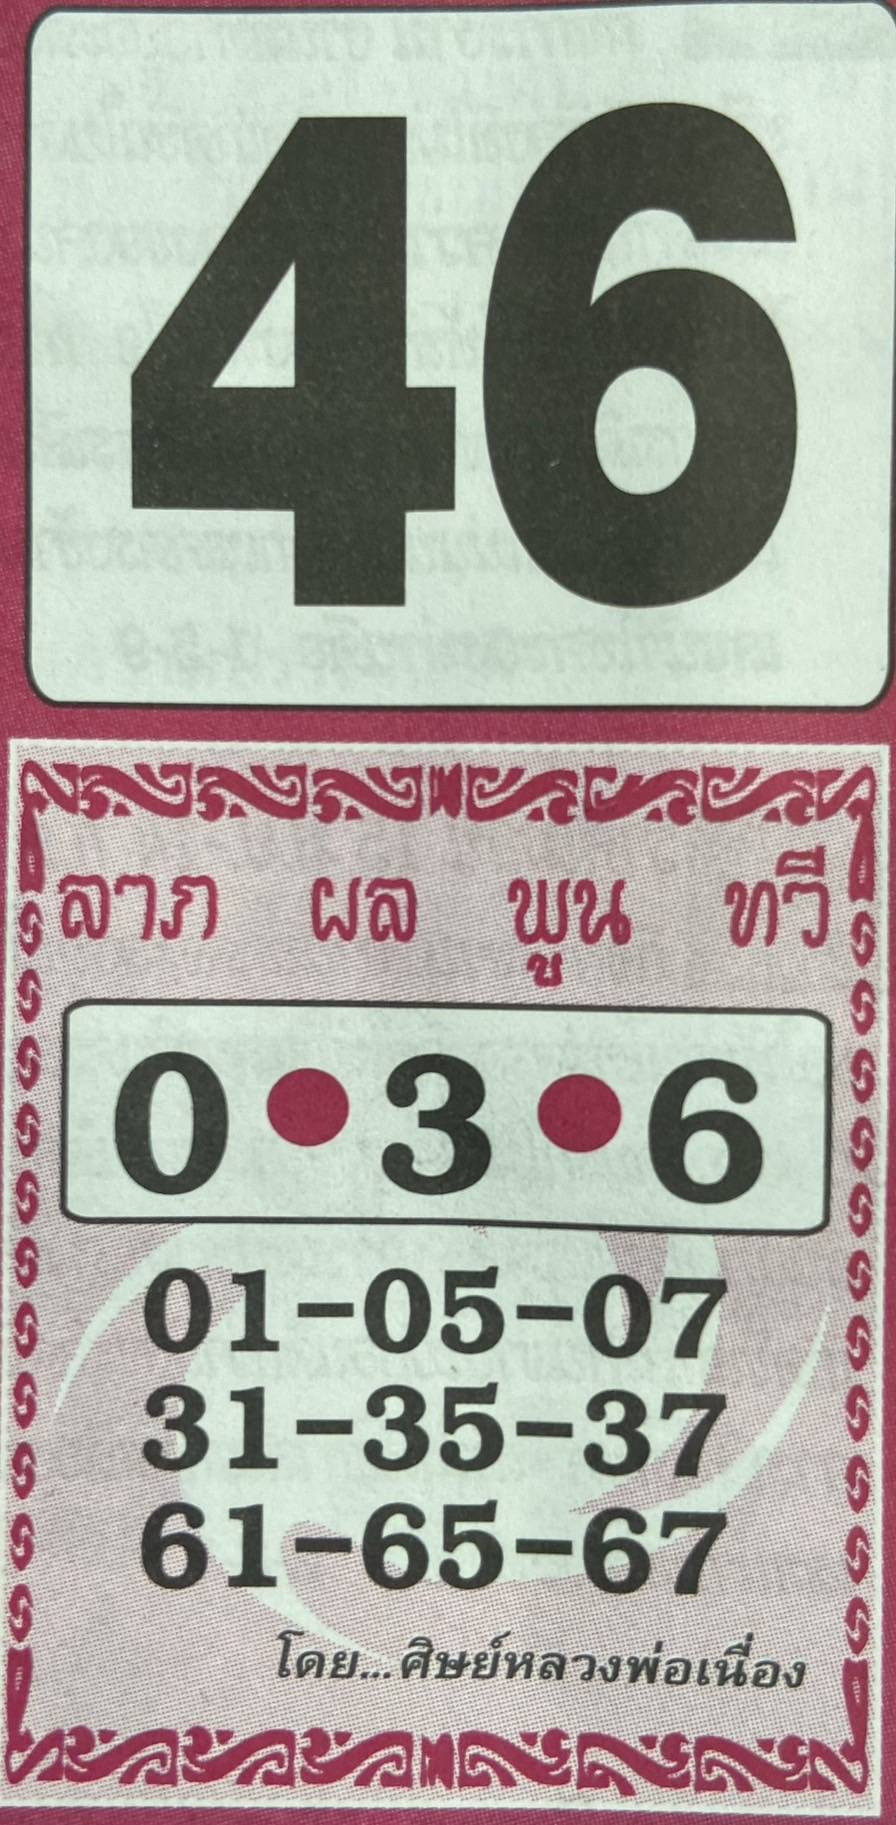 46
ลาภ ผล พูน ทวี
0•3•6
01-05-07
31-35-37
61-65-67
โดย...ศิษย์หลวงพ่อเนื่อง